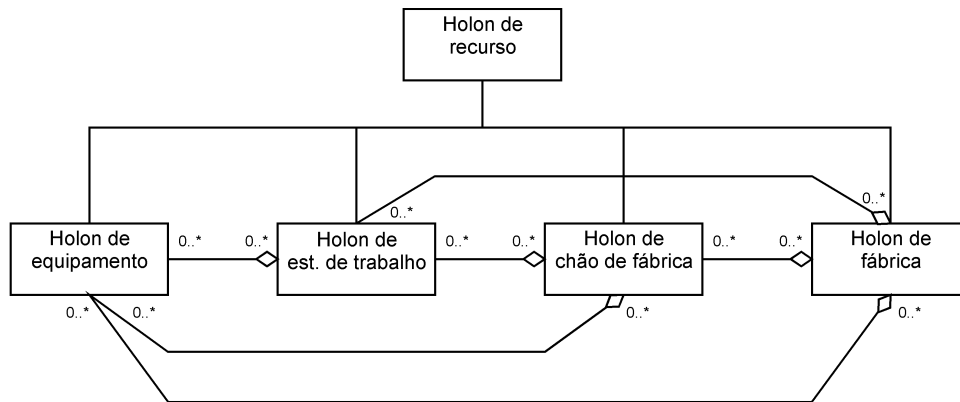 Holon de
recurso
0..*
0..*
Holon de
equipamento
0..*
0..*
Holon de
est. de trabalho
0..*
0..*
Holon de
chão de fábrica
0..*
0..*
Holon de
fábrica
0..*
0..*
0..*
0..*